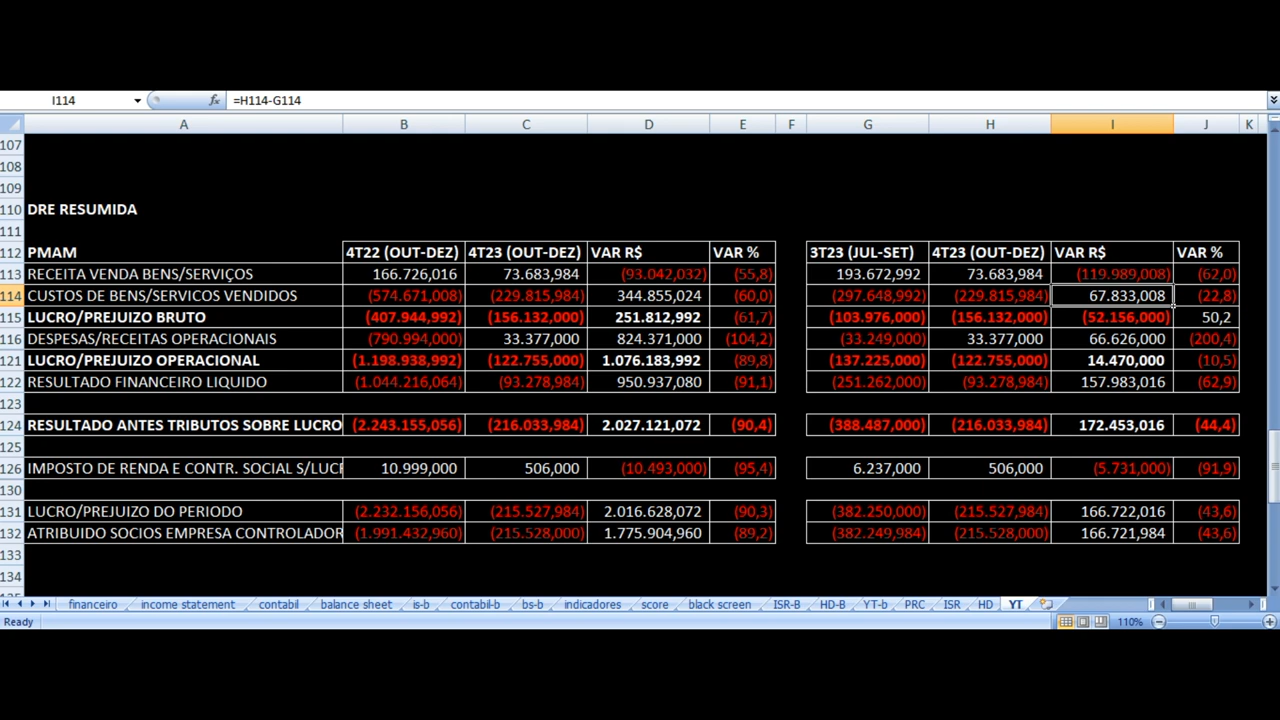 I114 fx =H114-G114
A B C D E F G H I J K
107
108
109
110 DRE RESUMIDA
111
112 PMAM 4T22 (OUT-DEZ) 4T23 (OUT-DEZ) VAR R$ VAR % 3T23 (JUL-SET) 4T23 (OUT-DEZ) VAR R$ VAR %
113 RECEITA VENDA BENS/SERVIÇOS 166.726,016 73.683,984 (93.042,032) (55,8) 193.672,992 73.683,984 (119.989,008) (62,0)
114 CUSTOS DE BENS/SERVICOS VENDIDOS (574.671,008) (229.815,984) 344.855,024 (60,0) (297.648,992) (229.815,984) 67.833,008 (22,8)
115 LUCRO/PREJUIZO BRUTO (407.944,992) (156.132,000) 251.812,992 (61,7) (103.976,000) (156.132,000) (52.156,000) 50,2
116 DESPESAS/RECEITAS OPERACIONAIS (790.994,000) 33.377,000 824.371,000 (104,2) (33.249,000) 33.377,000 66.626,000 (200,4)
121 LUCRO/PREJUIZO OPERACIONAL (1.198.938,992) (122.755,000) 1.076.183,992 (89,8) (137.225,000) (122.755,000) 14.470,000 (10,5)
122 RESULTADO FINANCEIRO LIQUIDO (1.044.216,064) (93.278,984) 950.937,080 (91,1) (251.262,000) (93.278,984) 157.983,016 (62,9)
123
124 RESULTADO ANTES TRIBUTOS SOBRE LUCRO (2.243.155,056) (216.033,984) 2.027.121,072 (90,4) (388.487,000) (216.033,984) 172.453,016 (44,4)
125
126 IMPOSTO DE RENDA E CONTR. SOCIAL S/LUCR 10.999,000 506,000 (10.493,000) (95,4) 6.237,000 506,000 (5.731,000) (91,9)
130
131 LUCRO/PREJUIZO DO PERIODO (2.232.156,056) (215.527,984) 2.016.628,072 (90,3) (382.250,000) (215.527,984) 166.722,016 (43,6)
132 ATRIBUIDO SOCIOS EMPRESA CONTROLADOR (1.991.432,960) (215.528,000) 1.775.904,960 (89,2) (382.249,984) (215.528,000) 166.721,984 (43,6)
133
134
financeiro income statement contabil balance sheet is-b contabil-b bs-b indicadores score black screen ISR-B HD-B YT-b PRC ISR HD YT
Ready 110%